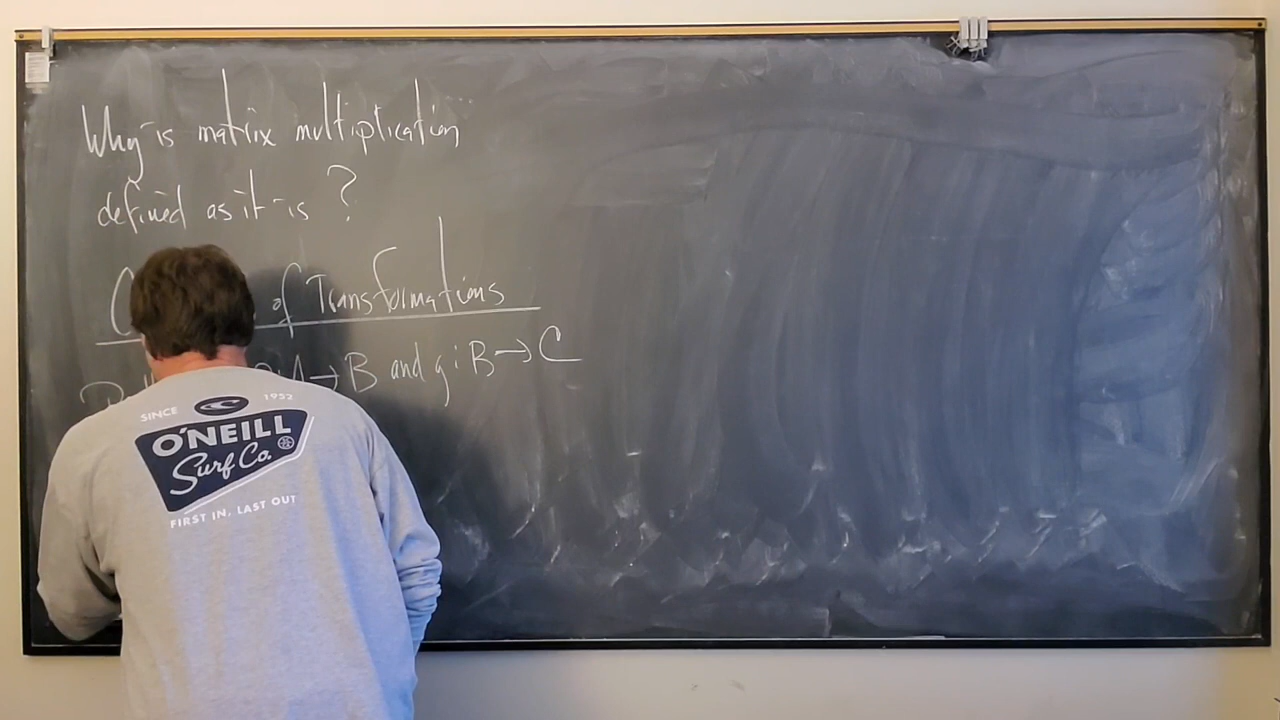 Why is matrix multiplication
defined as it is ?
of Transformations
A → B and g : B → C
SINCE 1952
O'NEILL
Surf Co.
FIRST IN, LAST OUT